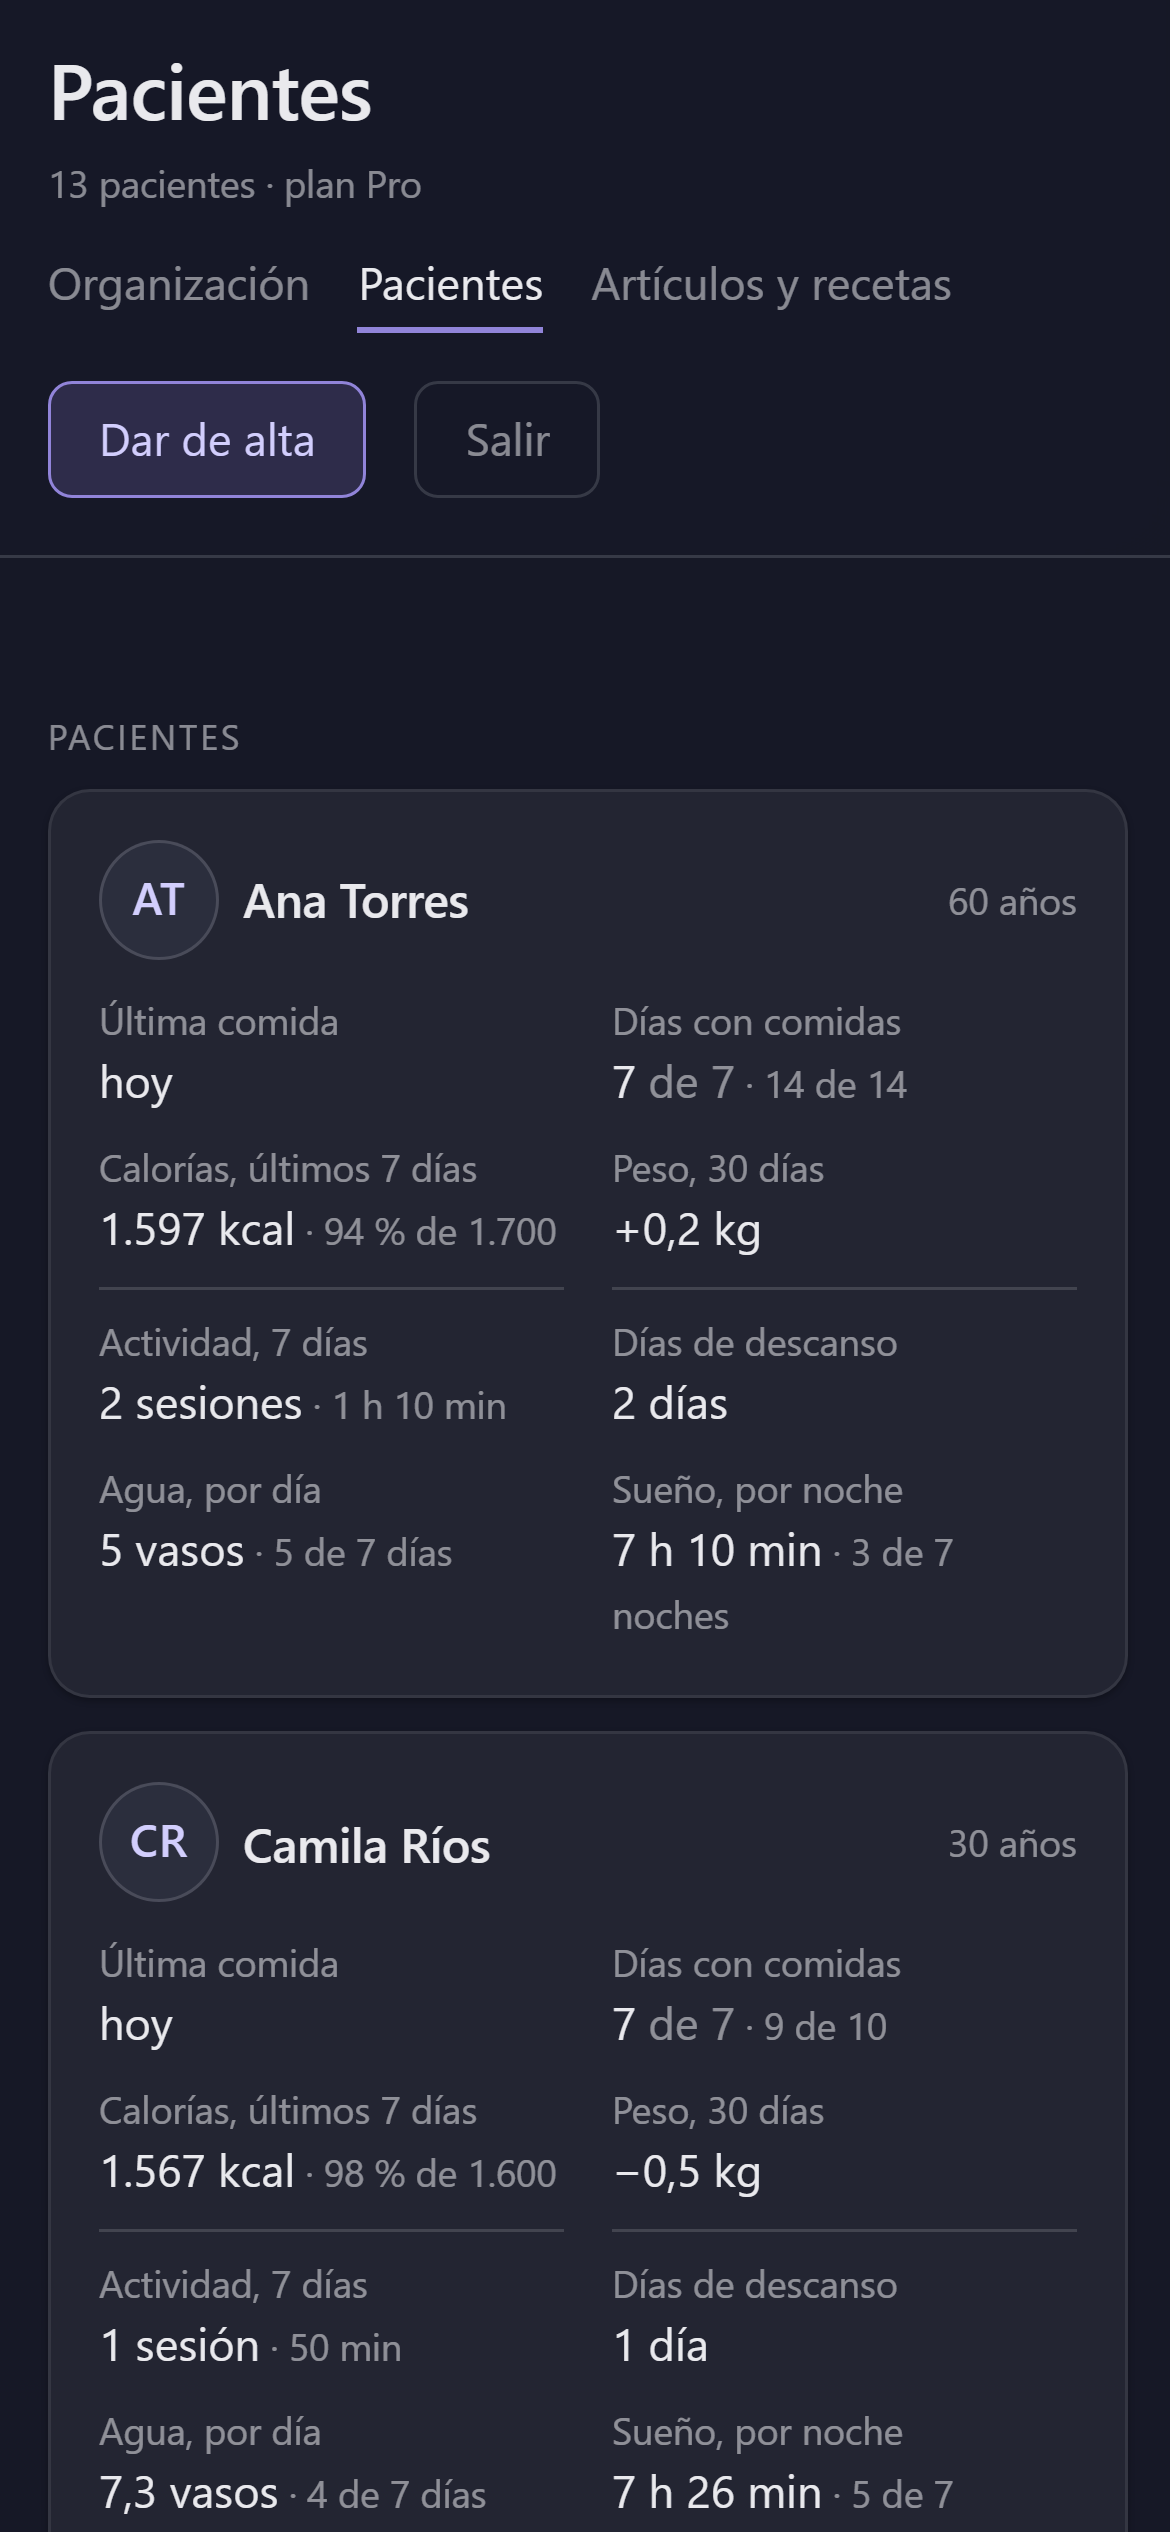 Pacientes
13 pacientes · plan Pro
Organización Pacientes Artículos y recetas
Dar de alta Salir
PACIENTES
AT Ana Torres 60 años
Última comida Días con comidas
hoy 7 de 7 · 14 de 14
Calorías, últimos 7 días Peso, 30 días
1.597 kcal · 94 % de 1.700 +0,2 kg
Actividad, 7 días Días de descanso
2 sesiones · 1 h 10 min 2 días
Agua, por día Sueño, por noche
5 vasos · 5 de 7 días 7 h 10 min · 3 de 7
noches
CR Camila Ríos 30 años
Última comida Días con comidas
hoy 7 de 7 · 9 de 10
Calorías, últimos 7 días Peso, 30 días
1.567 kcal · 98 % de 1.600 −0,5 kg
Actividad, 7 días Días de descanso
1 sesión · 50 min 1 día
Agua, por día Sueño, por noche
7,3 vasos · 4 de 7 días 7 h 26 min · 5 de 7